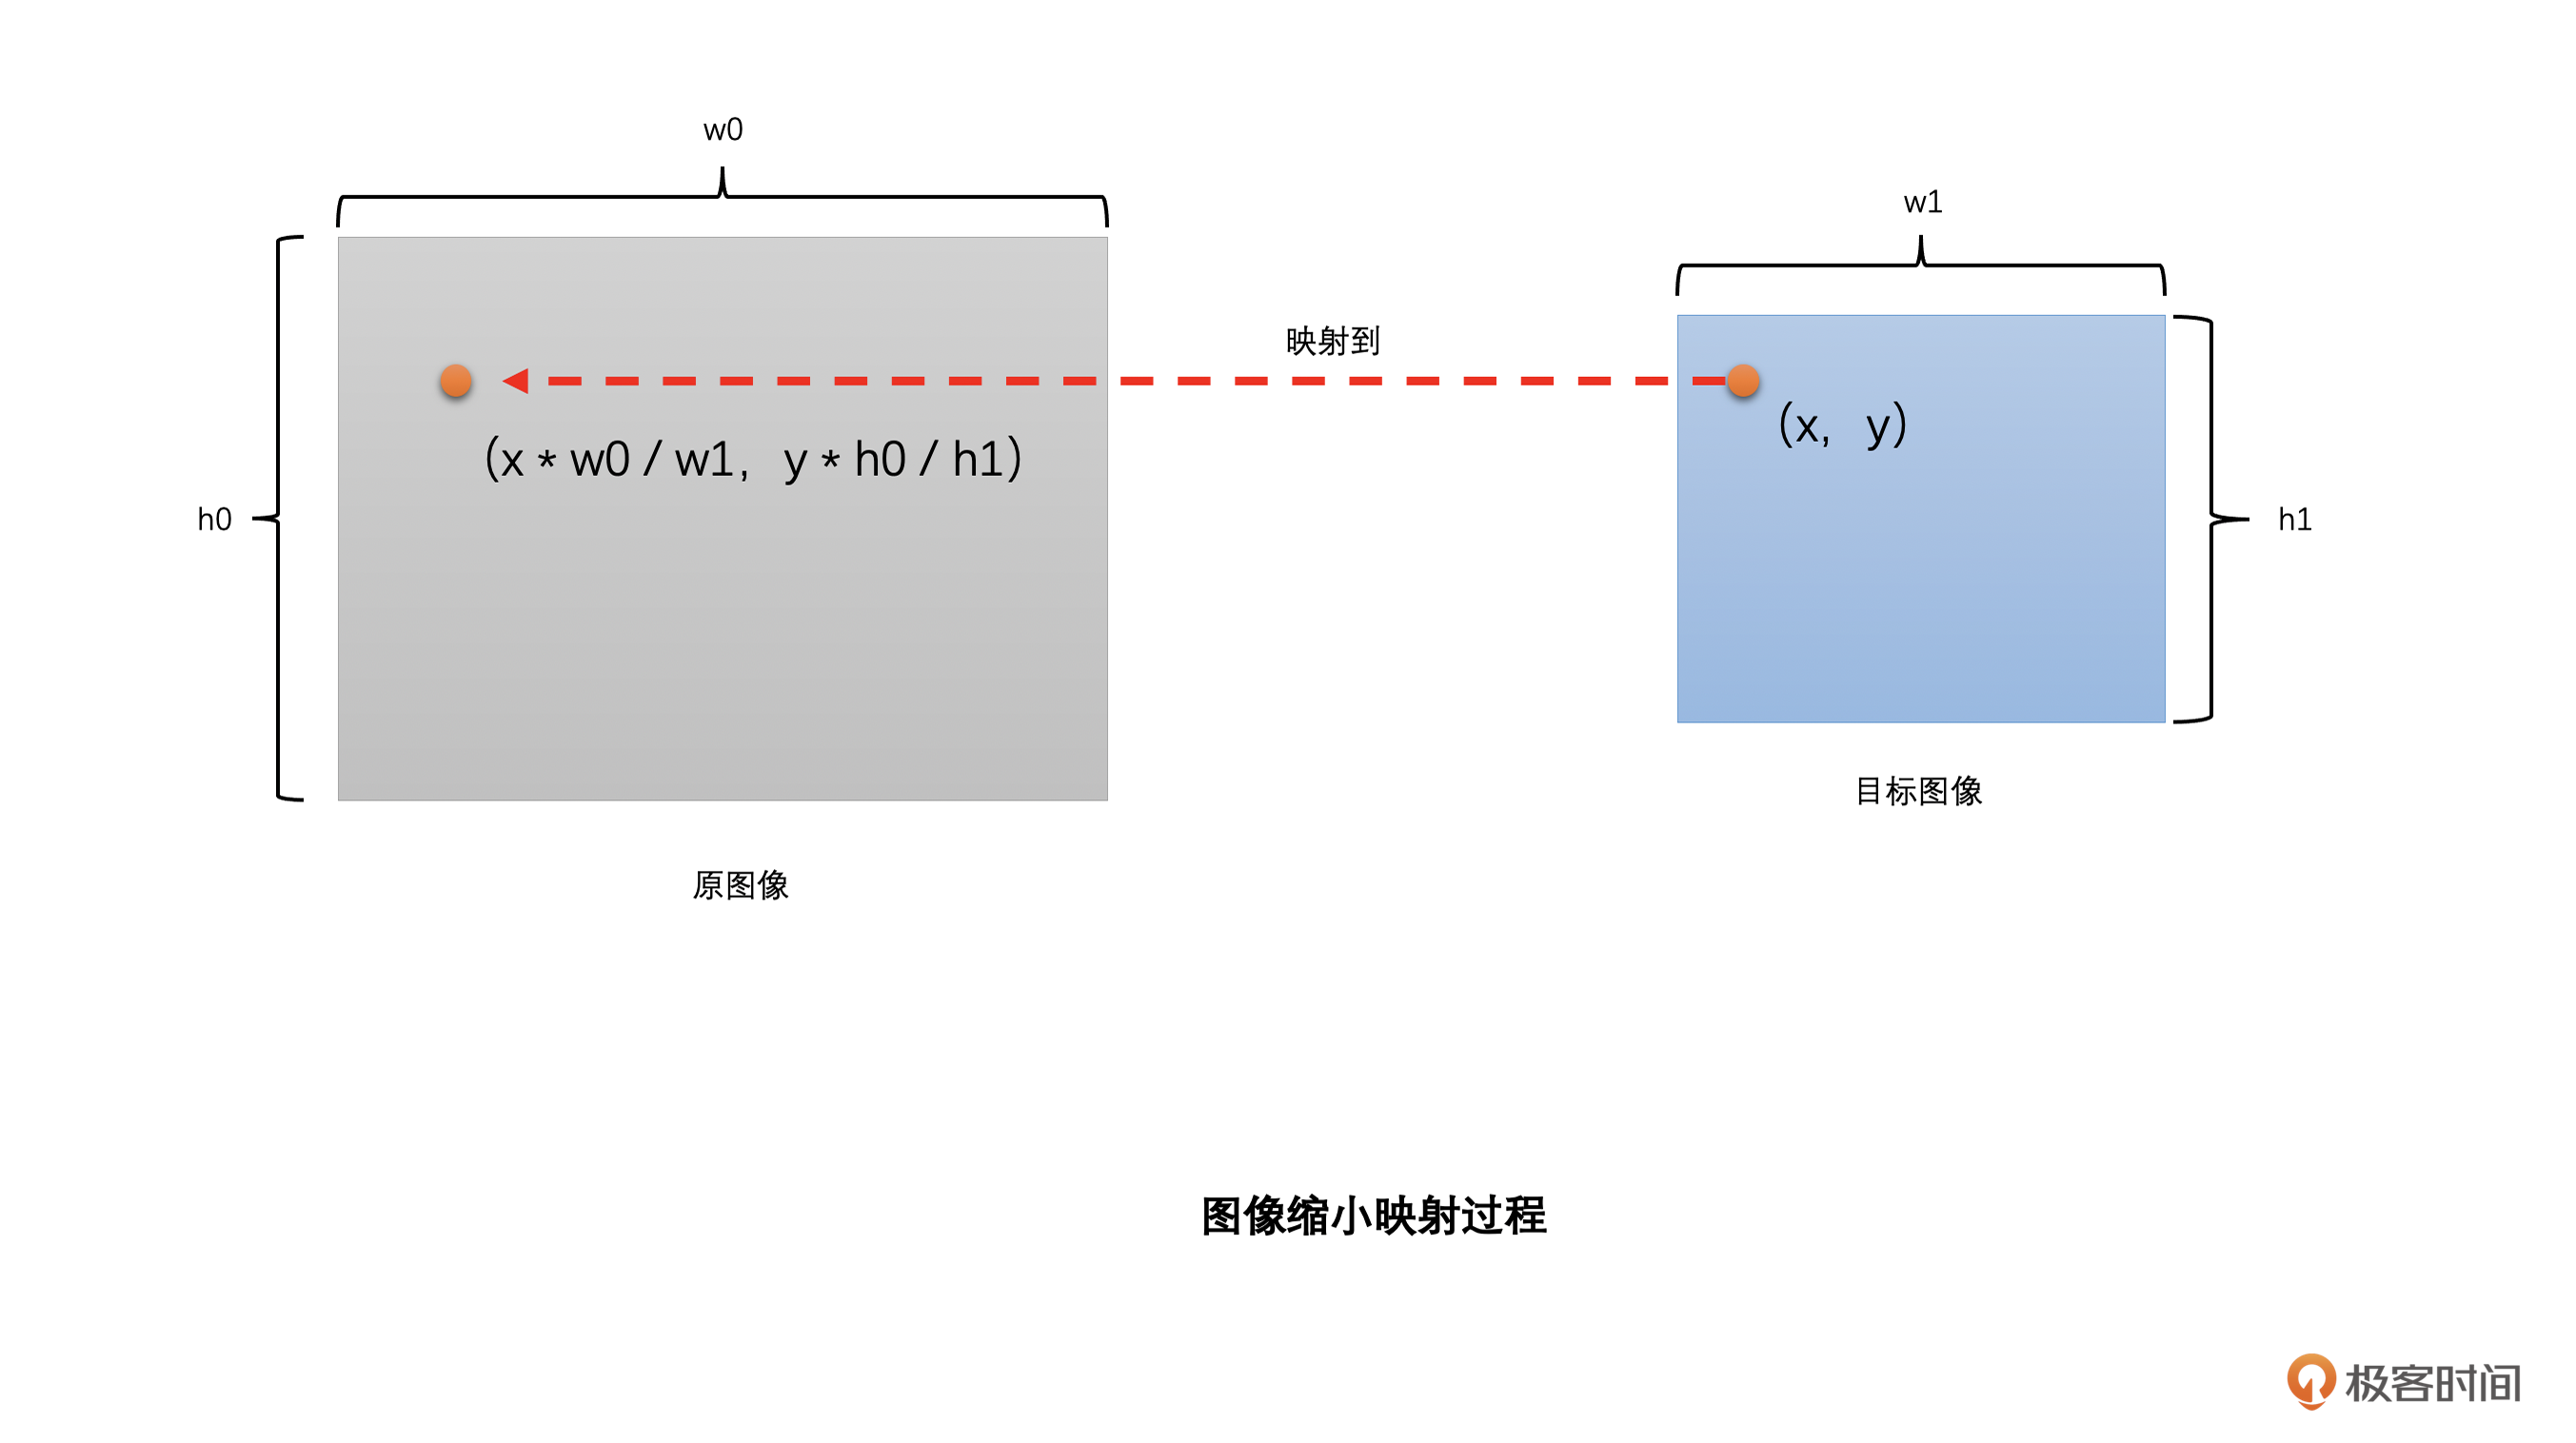 w0
w1
映射到
(x * w0 / w1, y * h0 / h1)
(x, y)
h0
h1
目标图像
原图像
图像缩小映射过程
极客时间